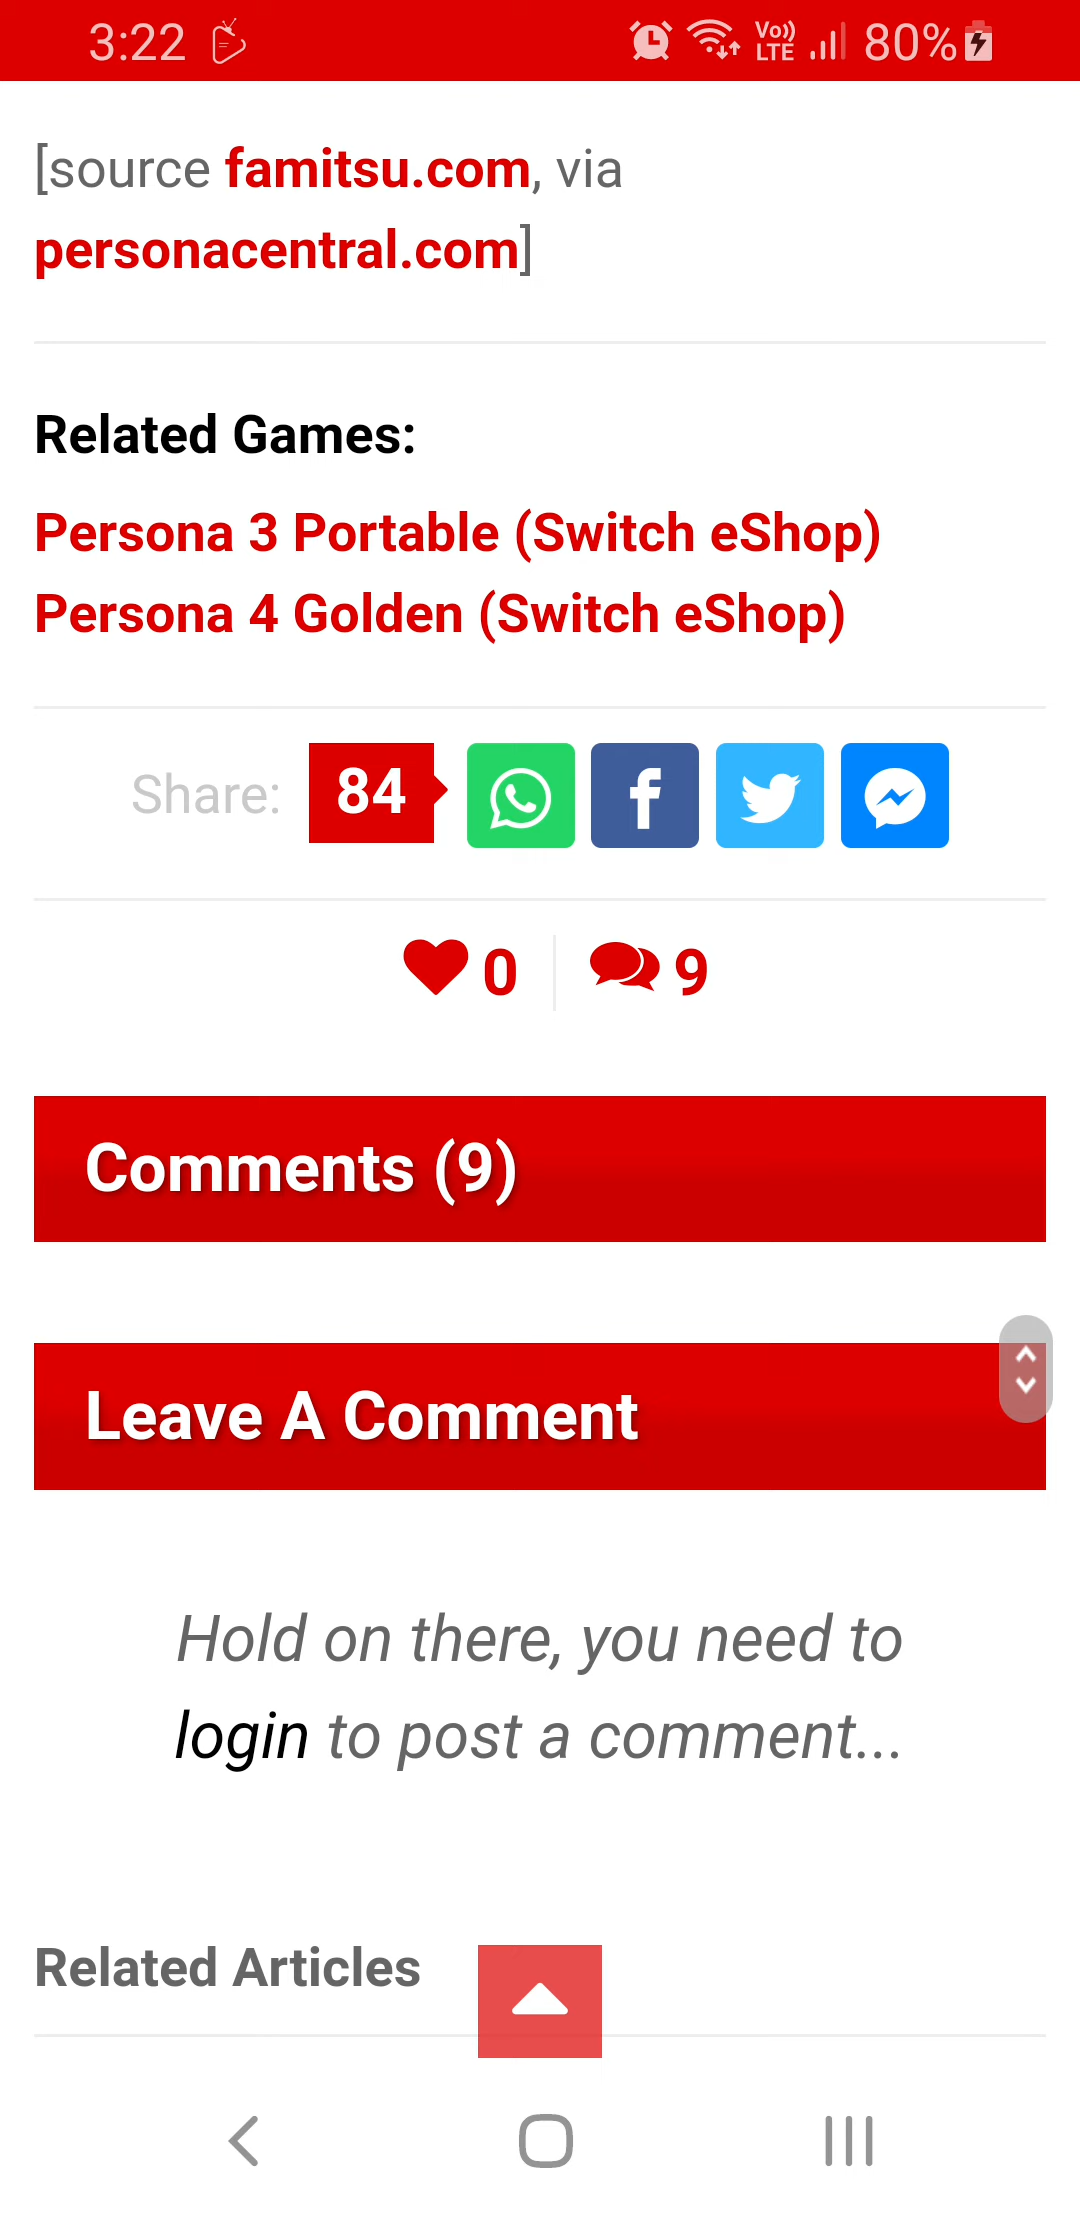 3:22 Vo)) LTE 80%
[source famitsu.com, via
personacentral.com]
Related Games:
Persona 3 Portable (Switch eShop)
Persona 4 Golden (Switch eShop)
Share: 84
0 9
Comments (9)
Leave A Comment
Hold on there, you need to
login to post a comment...
Related Articles